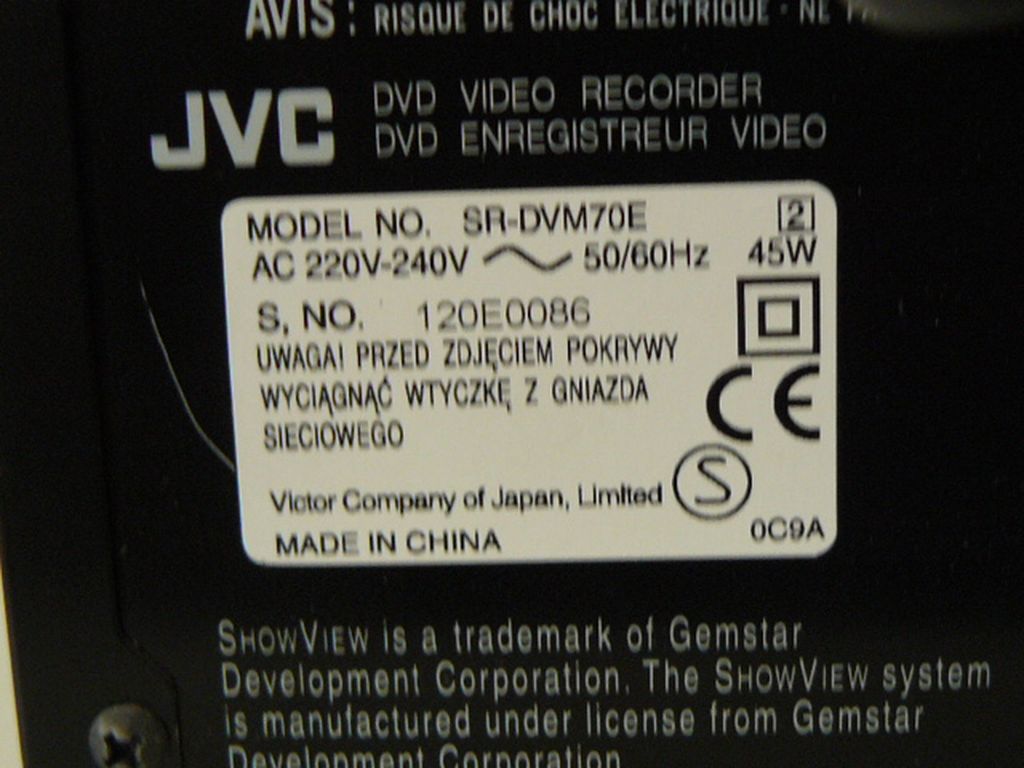 AVIS : RISQUE DE CHOC ELECTRIQUE - NE
JVC
DVD VIDEO RECORDER
DVD ENREGISTREUR VIDEO
MODEL NO. SR-DVM70E 2
AC 220V-240V 50/60Hz 45W
S. NO. 120E0086
UWAGA! PRZED ZDJĘCIEM POKRYWY
WYCIĄGNĄĆ WTYCZKĘ Z GNIAZDA
SIECIOWEGO
CE
S
Victor Company of Japan, Limited
MADE IN CHINA 0C9A
SHOWVIEW is a trademark of Gemstar
Development Corporation. The SHOWVIEW system
is manufactured under license from Gemstar
Development Corporation